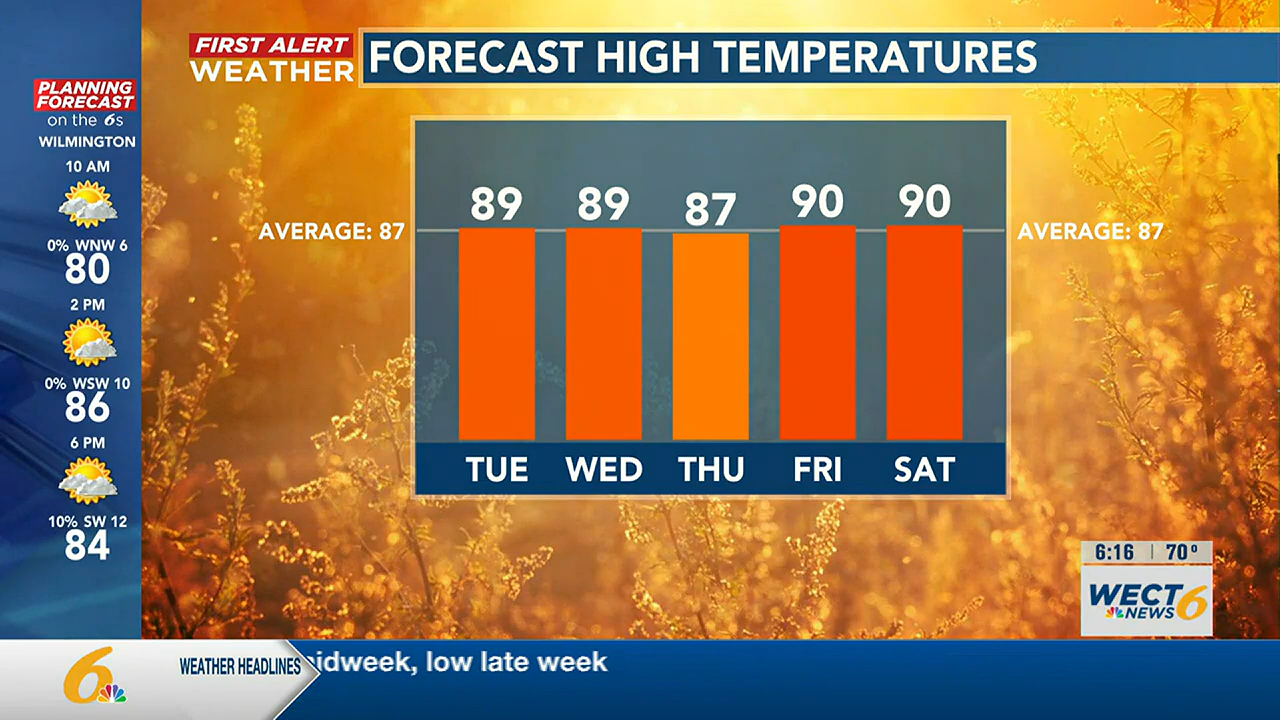 FIRST ALERT
WEATHER
FORECAST HIGH TEMPERATURES
PLANNING
FORECAST
on the 6s
WILMINGTON
10 AM
0% WNW 6
80
2 PM
0% WSW 10
86
6 PM
10% SW 12
84
89 89 87 90 90
AVERAGE: 87 AVERAGE: 87
TUE WED THU FRI SAT
6:16 70°
WECT 6
NEWS
6 WEATHER HEADLINES idweek, low late week